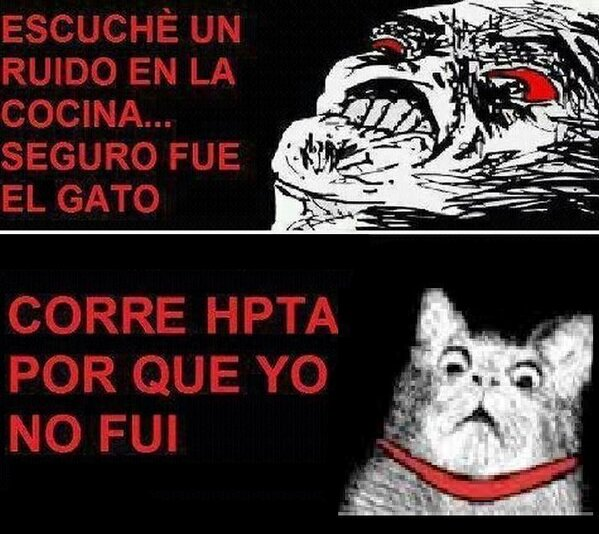 ESCUCHÈ UN
RUIDO EN LA
COCINA...
SEGURO FUE
EL GATO
CORRE HPTA
POR QUE YO
NO FUI